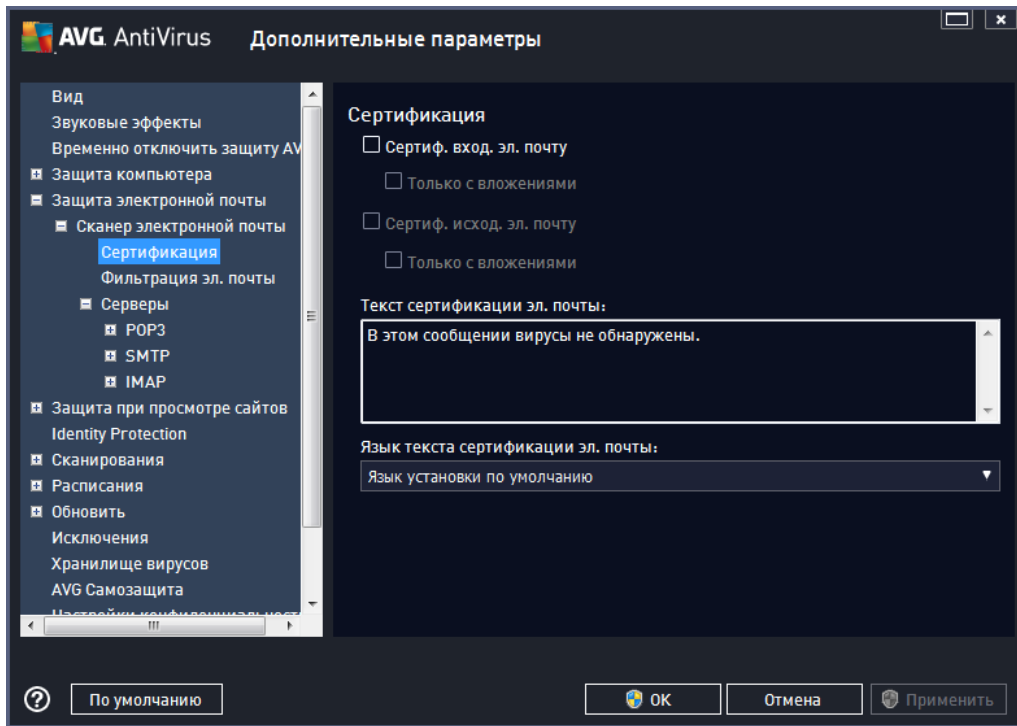 AVG AntiVirus Дополнительные параметры
Вид
Звуковые эффекты
Временно отключить защиту AV
Защита компьютера
Защита электронной почты
Сканер электронной почты
Сертификация
Фильтрация эл. почты
Серверы
POP3
SMTP
IMAP
Защита при просмотре сайтов
Identity Protection
Сканирования
Расписания
Обновить
Исключения
Хранилище вирусов
AVG Самозащита
Настройки конфиденциальност
Сертификация
Сертиф. вход. эл. почту
Только с вложениями
Сертиф. исход. эл. почту
Только с вложениями
Текст сертификации эл. почты:
В этом сообщении вирусы не обнаружены.
Язык текста сертификации эл. почты:
Язык установки по умолчанию
По умолчанию
ОК
Отмена
Применить